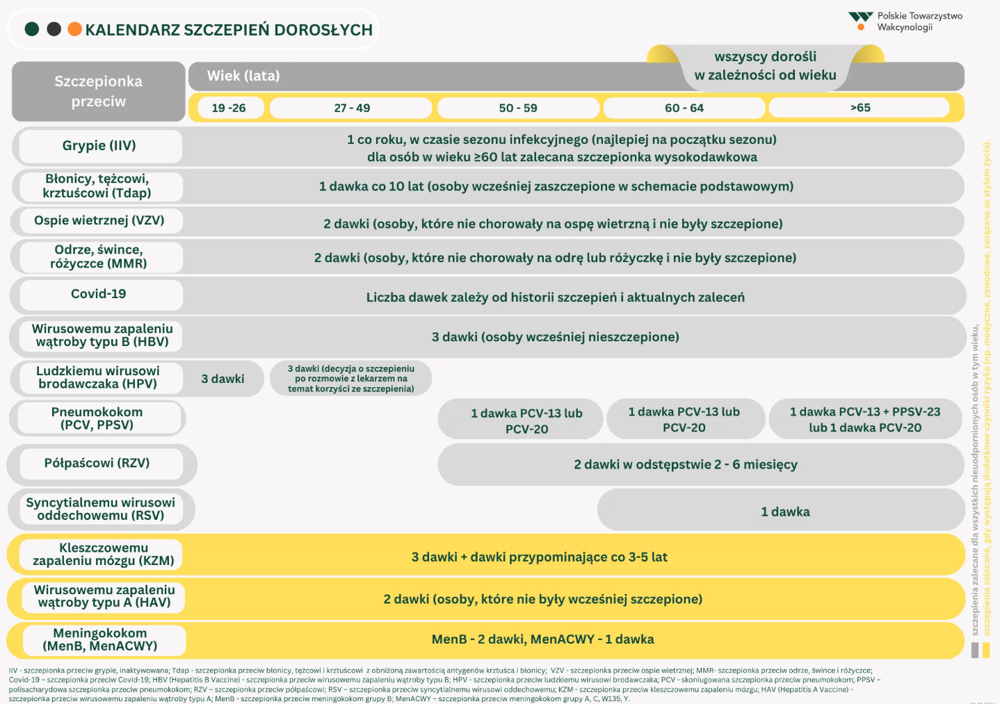 KALENDARZ SZCZEPIEŃ DOROSŁYCH
Polskie Towarzystwo
Wakcynologii
wszyscy dorośli
w zależności od wieku
Szczepionka
przeciw
Wiek (lata)
19 -26
27 - 49
50 - 59
60 - 64
>65
Grypie (IIV)
1 co roku, w czasie sezonu infekcyjnego (najlepiej na początku sezonu)
dla osób w wieku ≥60 lat zalecana szczepionka wysokodawkowa
Błonicy, tężcowi,
krztuścowi (Tdap)
1 dawka co 10 lat (osoby wcześniej zaszczepione w schemacie podstawowym)
Ospie wietrznej (VZV)
2 dawki (osoby, które nie chorowały na ospę wietrzną i nie były szczepione)
Odrze, śwince,
różyczce (MMR)
2 dawki (osoby, które nie chorowały na odrę lub różyczkę i nie były szczepione)
Covid-19
Liczba dawek zależy od historii szczepień i aktualnych zaleceń
Wirusowemu zapaleniu
wątroby typu B (HBV)
3 dawki (osoby wcześniej nieszczepione)
Ludzkiemu wirusowi
brodawczaka (HPV)
3 dawki
3 dawki (decyzja o szczepieniu
po rozmowie z lekarzem na
temat korzyści ze szczepienia)
Pneumokokom
(PCV, PPSV)
1 dawka PCV-13 lub
PCV-20
1 dawka PCV-13 lub
PCV-20
1 dawka PCV-13 + PPSV-23
lub 1 dawka PCV-20
Półpaścowi (RZV)
2 dawki w odstępstwie 2 - 6 miesięcy
Syncytialnemu wirusowi
oddechowemu (RSV)
1 dawka
Kleszczowemu
zapaleniu mózgu (KZM)
3 dawki + dawki przypominające co 3-5 lat
Wirusowemu zapaleniu
wątroby typu A (HAV)
2 dawki (osoby, które nie były wcześniej szczepione)
Meningokokom
(MenB, MenACWY)
MenB - 2 dawki, MenACWY - 1 dawka
szczepienia zalecane dla wszystkich nieuodpornionych osób w tym wieku,
szczepienia zalecane, gdy występują dodatkowe czynniki ryzyka (np. medyczne, zawodowe, związane ze stylem życia).
IIV - szczepionka przeciw grypie, inaktywowana; Tdap - szczepionka przeciw błonicy, tężcowi i krztuścowi z obniżoną zawartością antygenów krztuśca i błonicy; VZV - szczepionka przeciw ospie wietrznej; MMR- szczepionka przeciw odrze, śwince i różyczce;
Covid-19 – szczepionka przeciw Covid-19; HBV (Hepatitis B Vaccine) - szczepionka przeciw wirusowemu zapaleniu wątroby typu B; HPV - szczepionka przeciw ludzkiemu wirusowi brodawczaka; PCV - skoniugowana szczepionka przeciw pneumokokom; PPSV –
polisacharydowa szczepionka przeciw pneumokokom; RZV – szczepionka przeciw półpaścowi; RSV – szczepionka przeciw syncytialnemu wirusowi oddechowemu; KZM - szczepionka przeciw kleszczowemu zapaleniu mózgu; HAV (Hepatitis A Vaccine) -
szczepionka przeciw wirusowemu zapaleniu wątroby typu A; MenB - szczepionka przeciw meningokokom grupy B; MenACWY – szczepionka przeciw meningokokom grupy A, C, W135, Y.